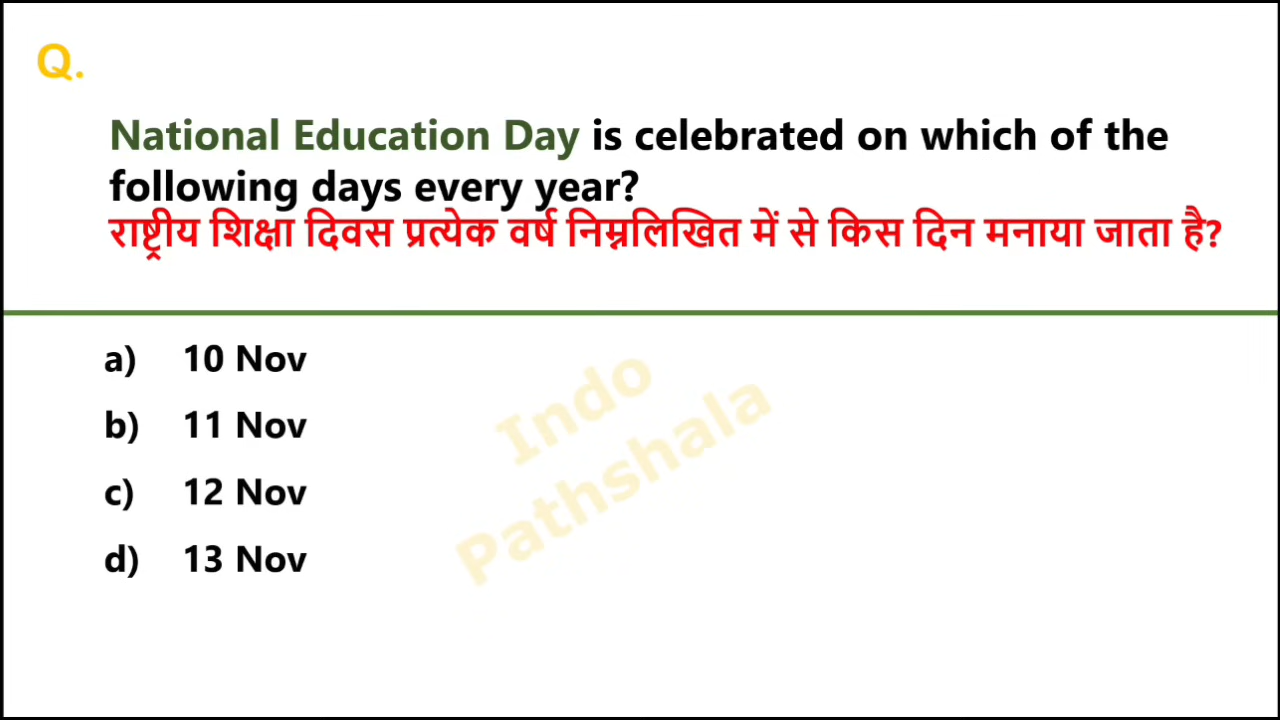 Q.
National Education Day is celebrated on which of the
following days every year?
राष्ट्रीय शिक्षा दिवस प्रत्येक वर्ष निम्नलिखित में से किस दिन मनाया जाता है?
a) 10 Nov
b) 11 Nov
c) 12 Nov
d) 13 Nov
Indo
Pathshala